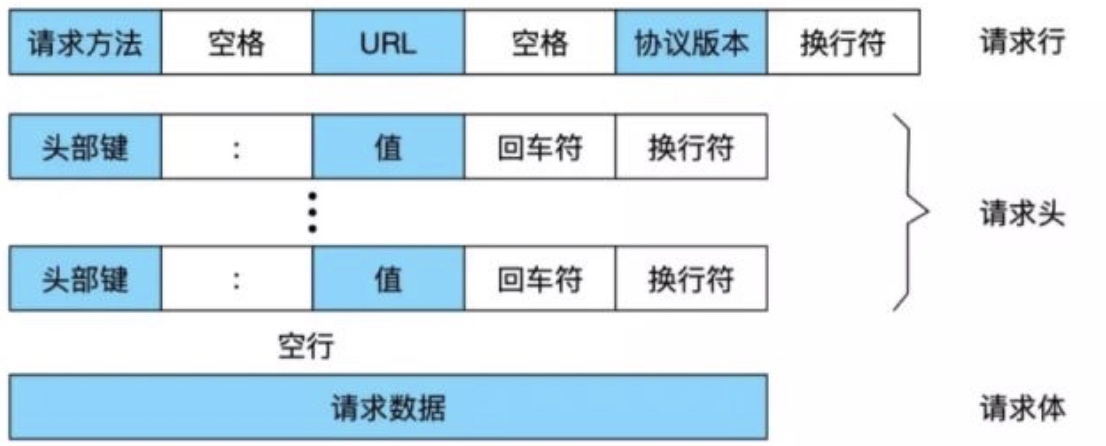 请求方法 空格 URL 空格 协议版本 换行符 请求行
头部键 : 值 回车符 换行符
请求头
头部键 : 值 回车符 换行符
空行
请求数据 请求体